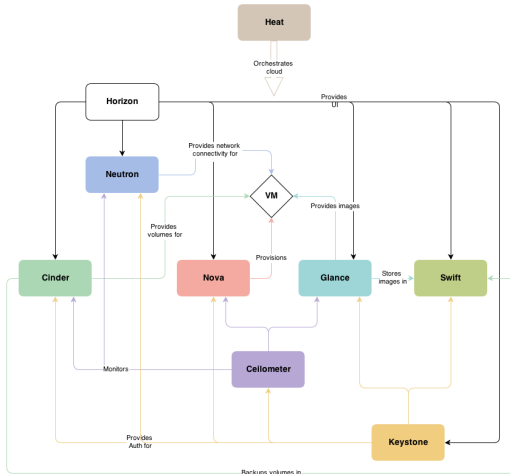 Heat
Orchestrates
cloud
Provides
UI
Horizon
Provides network
connectivity for
Neutron
VM
Provides images
Provides
volumes for
Provisions
Cinder
Nova
Glance
Stores
images in
Swift
Ceilometer
Monitors
Provides
Auth for
Keystone
Backups volumes in